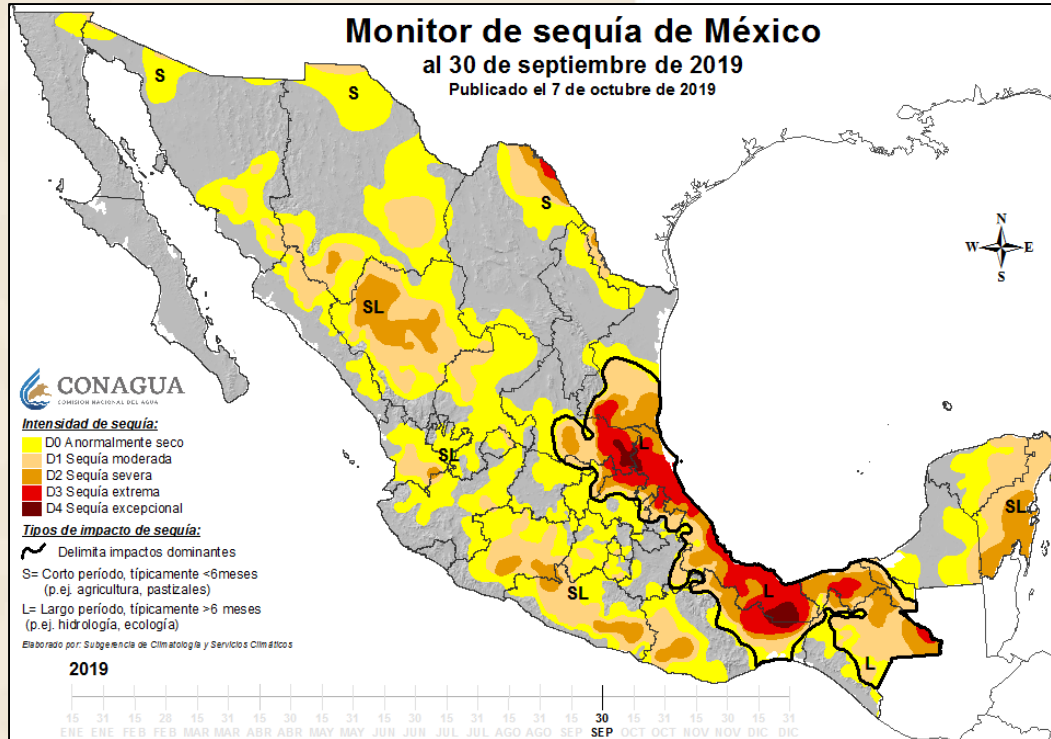 Monitor de sequía de México
al 30 de septiembre de 2019
Publicado el 7 de octubre de 2019
S
S
S
N
W E
S
SL
CONAGUA
COMISIÓN NACIONAL DEL AGUA
Intensidad de sequía:
D0 Anormalmente seco
D1 Sequía moderada
D2 Sequía severa
D3 Sequía extrema
D4 Sequía excepcional
L
SL
SL
L
SL
L
Tipos de impacto de sequía:
Delimita impactos dominantes
S= Corto período, típicamente <6meses
(p.ej. agricultura, pastizales)
L= Largo período, típicamente >6 meses
(p.ej. hidrología, ecología)
Elaborado por: Subgerencia de Climatología y Servicios Climáticos
2019
15 31 15 28 15 31 15 30 15 31 15 30 15 31 15 31 15 30 15 31 15 30 15 31
ENE ENE FEB FEB MAR MAR ABR ABR MAY MAY JUN JUN JUL JUL AGO AGO SEP SEP OCT OCT NOV NOV DIC DIC